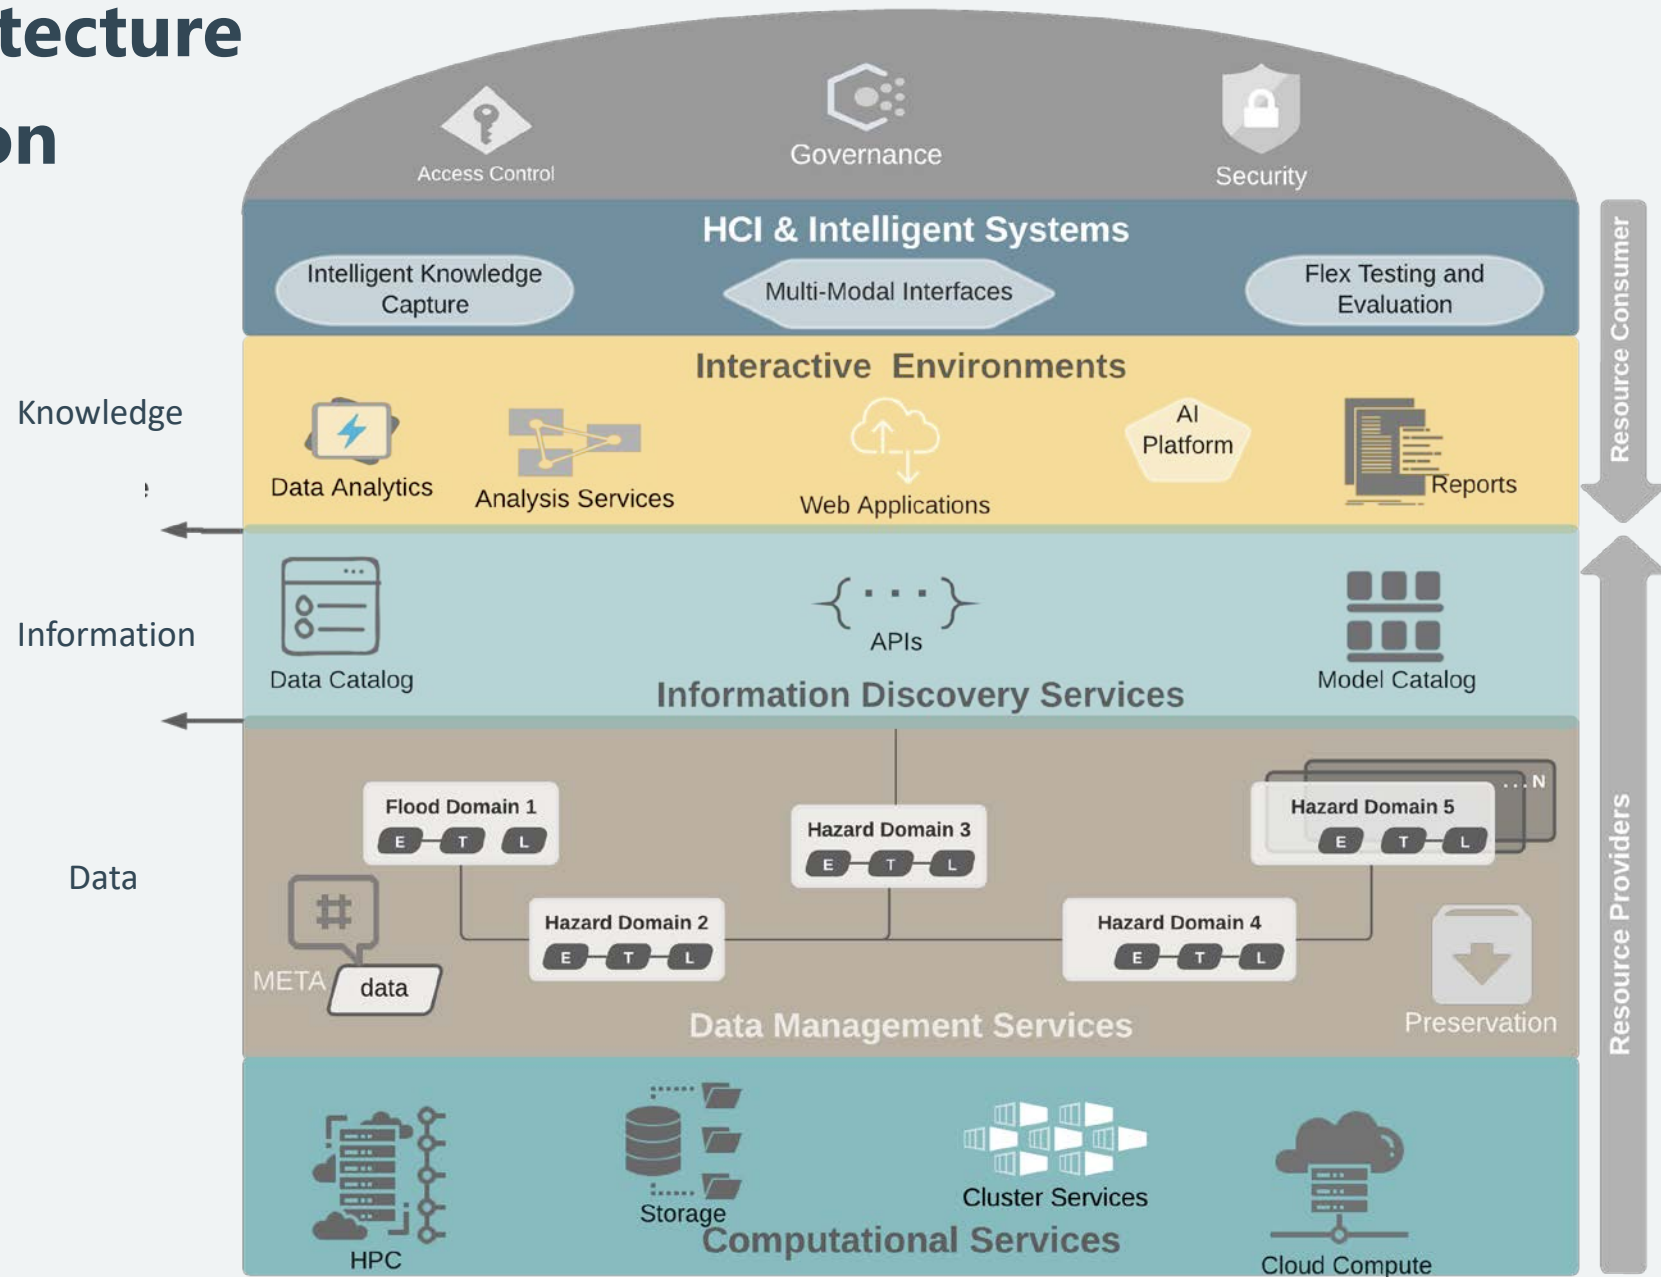 tecture
on
Access Control
Governance
Security
HCI & Intelligent Systems
Intelligent Knowledge
Capture
Multi-Modal Interfaces
Flex Testing and
Evaluation
Resource Consumer
Interactive Environments
Knowledge
Data Analytics
Analysis Services
Web Applications
AI
Platform
Reports
Information
Data Catalog
{...}
APIs
Model Catalog
Information Discovery Services
Resource Providers
Data
Flood Domain 1
E T L
Hazard Domain 2
E T L
Hazard Domain 3
E T L
Hazard Domain 4
E T L
Hazard Domain 5
E T L
...N
#
META
data
Preservation
Data Management Services
HPC
Storage
Cluster Services
Cloud Compute
Computational Services